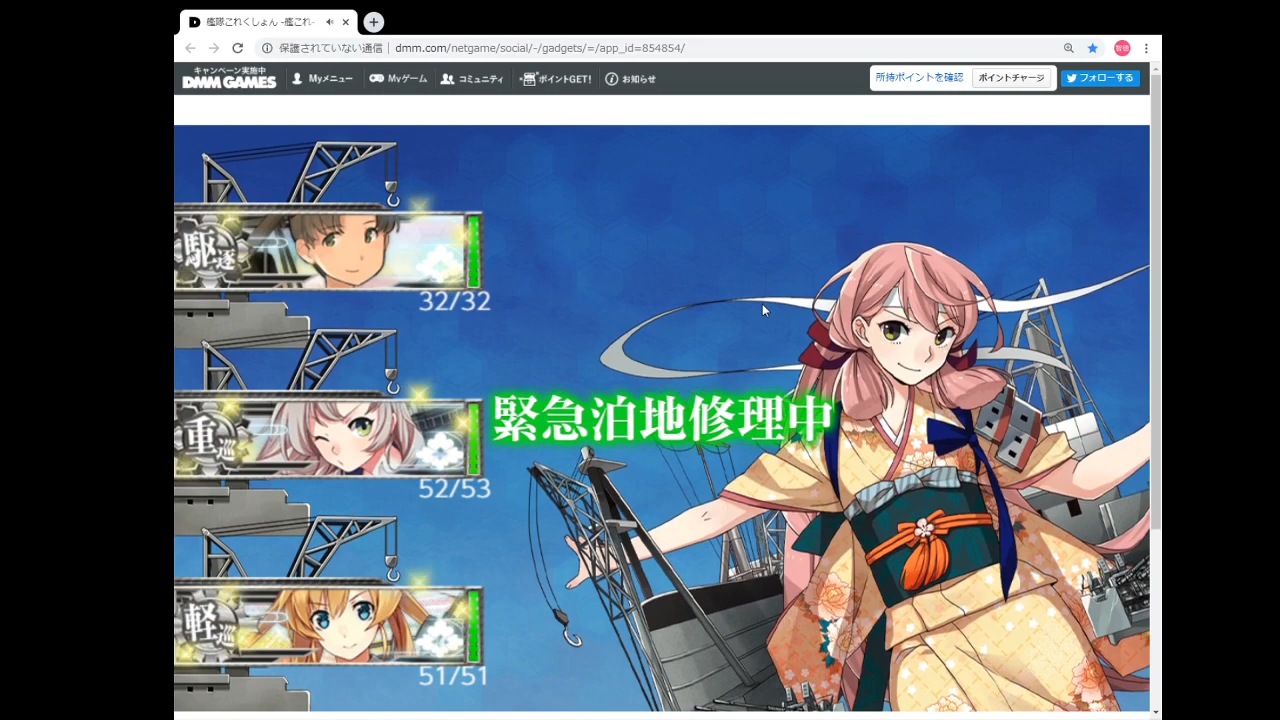 艦隊これくしょん -艦これ-
保護されていない通信 | dmm.com/netgame/social/-/gadgets/=/app_id=854854/
智依
キャンペーン実施中
DMM GAMES
Myメニュー
Myゲーム
コミュニティ
ポイントGET!
お知らせ
所持ポイントを確認
ポイントチャージ
フォローする
駆逐
32/32
重巡
52/53
緊急泊地修理中
軽巡
51/51